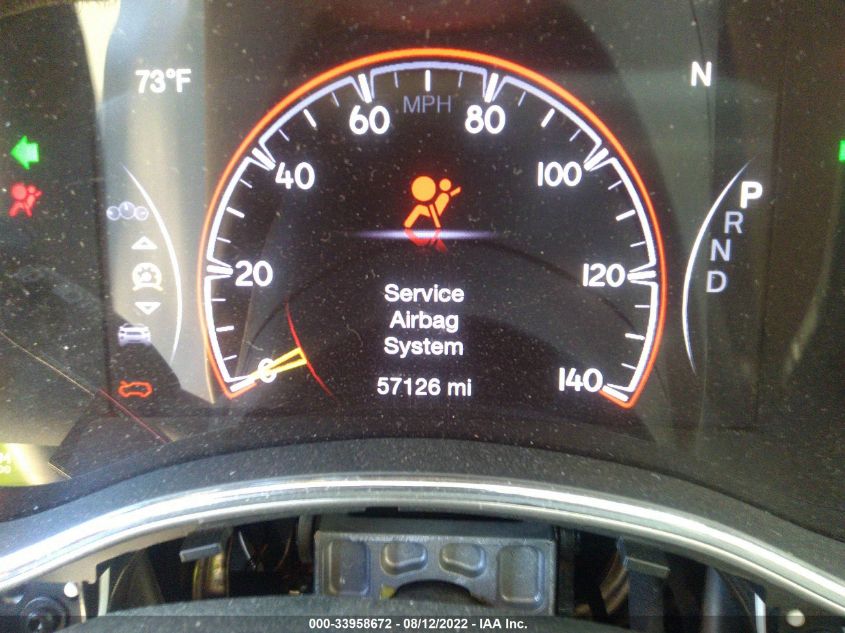 73°F
N
MPH
60
80
40
100
20
120
0
140
P
R
N
D
Service
Airbag
System
57126 mi
000-33958672 - 08/12/2022 - IAA Inc.